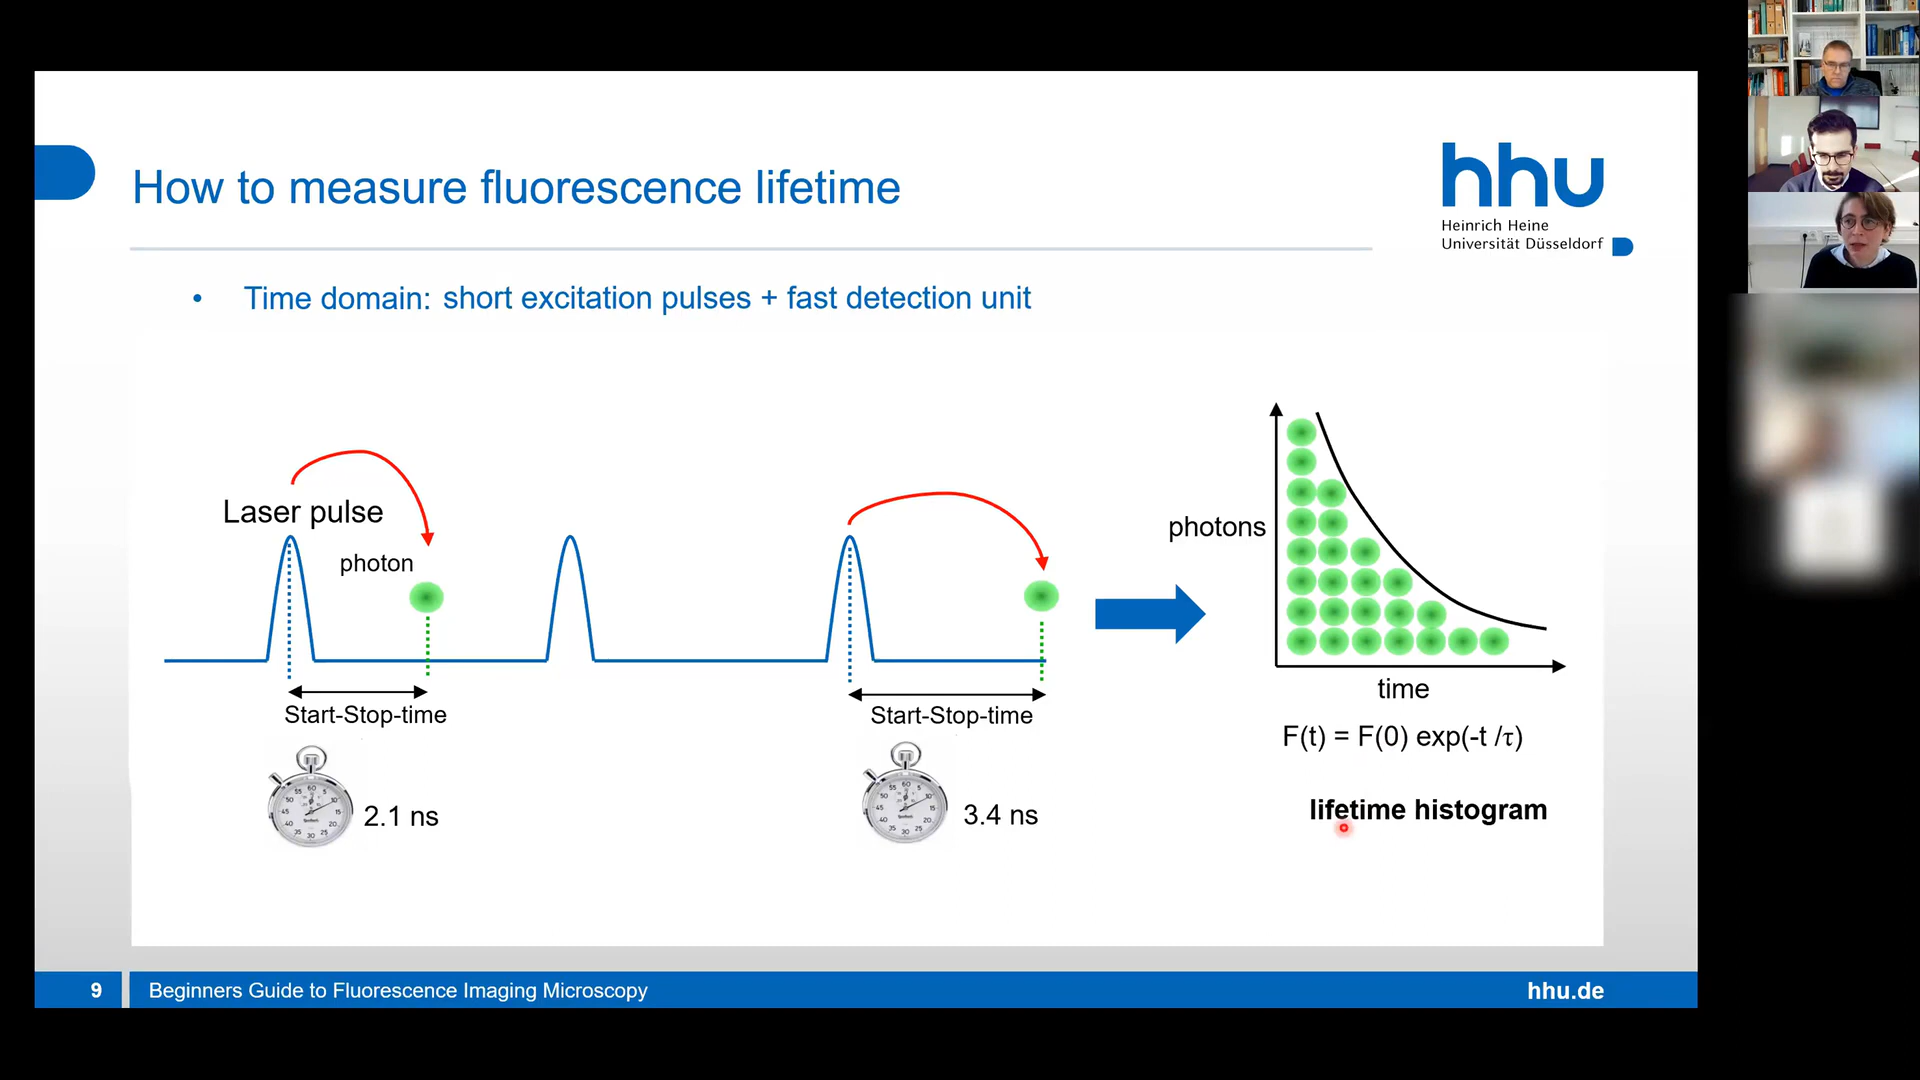 How to measure fluorescence lifetime
hhu
Heinrich Heine
Universität Düsseldorf
• Time domain: short excitation pulses + fast detection unit
Laser pulse
photon
photons
Start-Stop-time
Start-Stop-time
time
F(t) = F(0) exp(-t /τ)
2.1 ns
3.4 ns
lifetime histogram
9
Beginners Guide to Fluorescence Imaging Microscopy
hhu.de